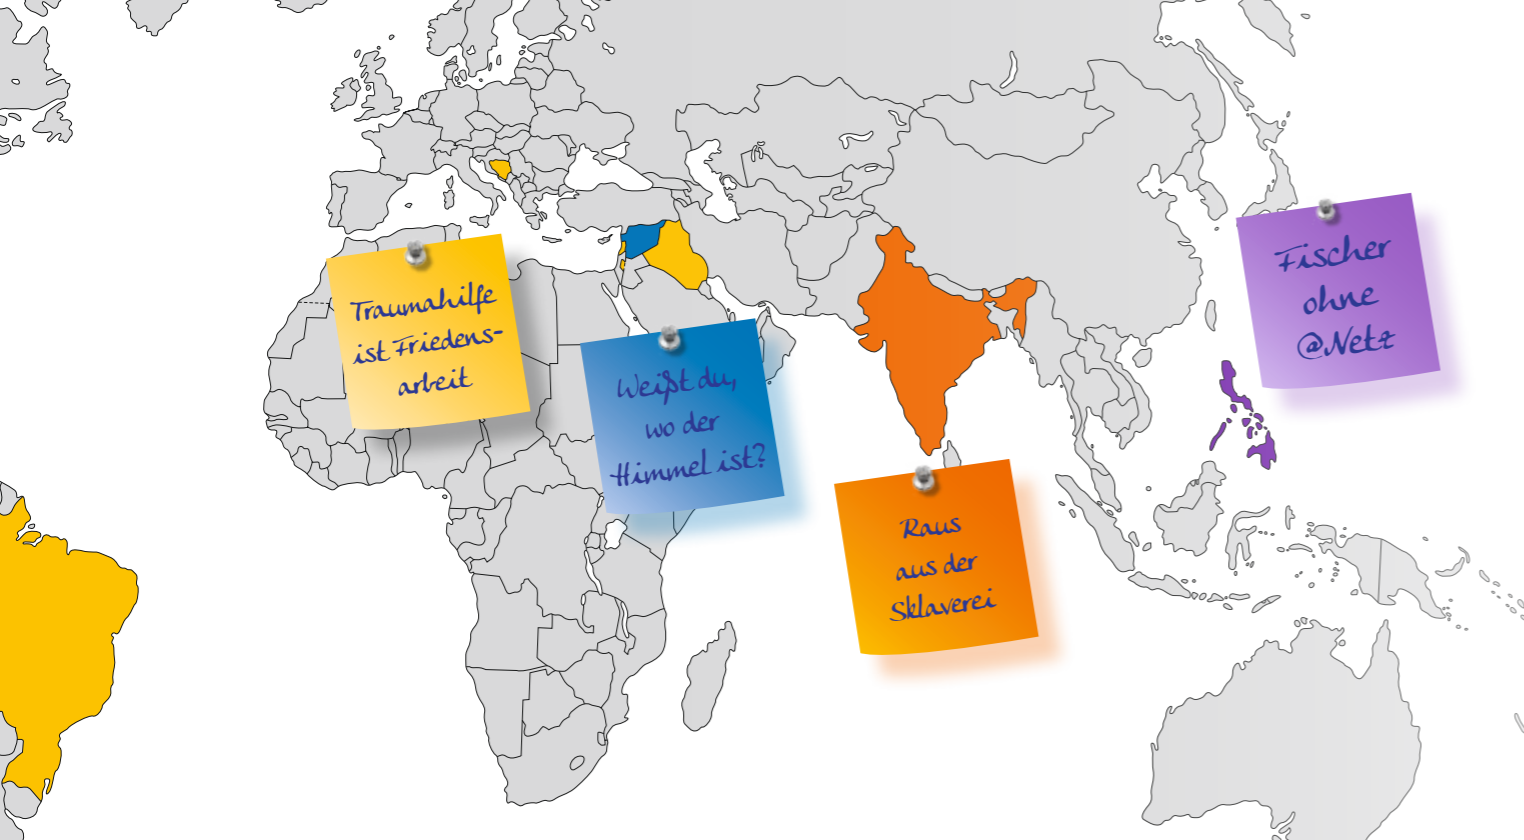 Traumahilfe
ist Friedens-
arbeit
Weißt du,
wo der
Himmel ist?
Raus
aus der
Sklaverei
Fischer
ohne
@Netz